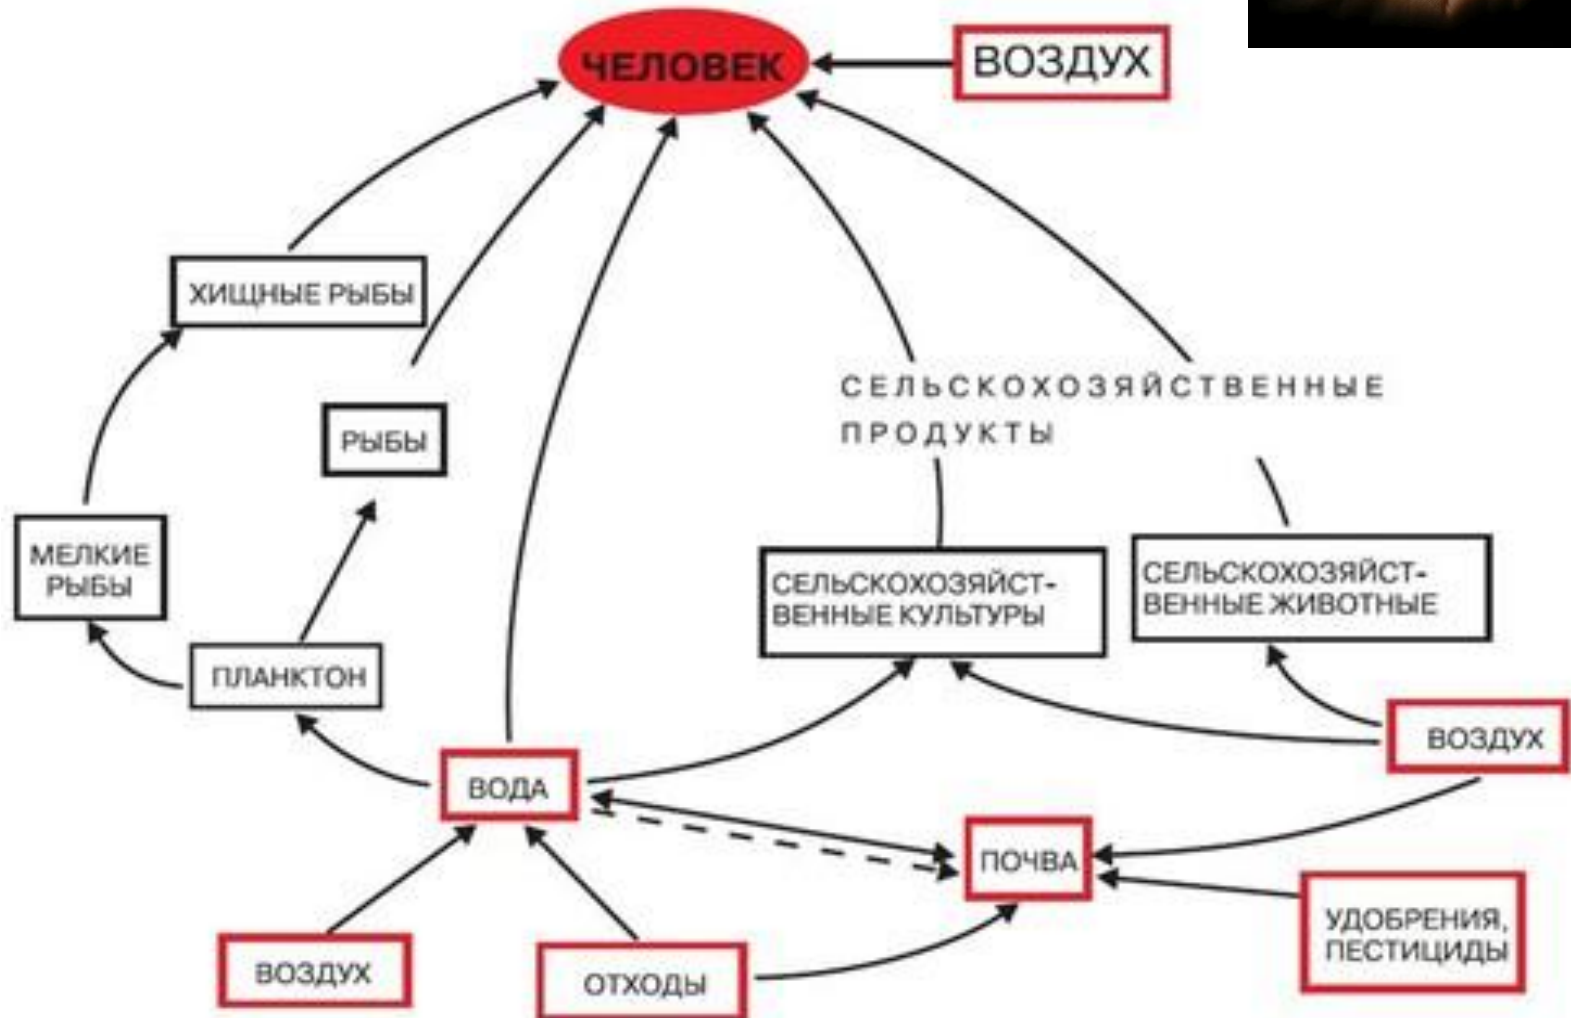 ЧЕЛОВЕК
ВОЗДУХ
ХИЩНЫЕ РЫБЫ
РЫБЫ
СЕЛЬСКОХОЗЯЙСТВЕННЫЕ
ПРОДУКТЫ
МЕЛКИЕ
РЫБЫ
СЕЛЬСКОХОЗЯЙСТ-
ВЕННЫЕ КУЛЬТУРЫ
СЕЛЬСКОХОЗЯЙСТ-
ВЕННЫЕ ЖИВОТНЫЕ
ПЛАНКТОН
ВОЗДУХ
ВОДА
ПОЧВА
УДОБРЕНИЯ,
ПЕСТИЦИДЫ
ВОЗДУХ
ОТХОДЫ